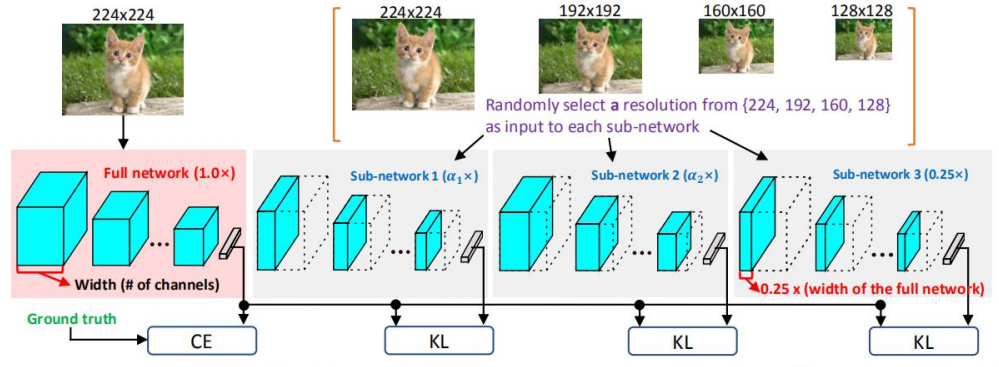 224x224
224x224
192x192
160x160
128x128
Randomly select a resolution from {224, 192, 160, 128}
as input to each sub-network
Full network (1.0×)
Sub-network 1 (α₁×)
Sub-network 2 (α₂×)
Sub-network 3 (0.25×)
...
...
...
...
Width (# of channels)
0.25 x (width of the full network)
Ground truth
CE
KL
KL
KL